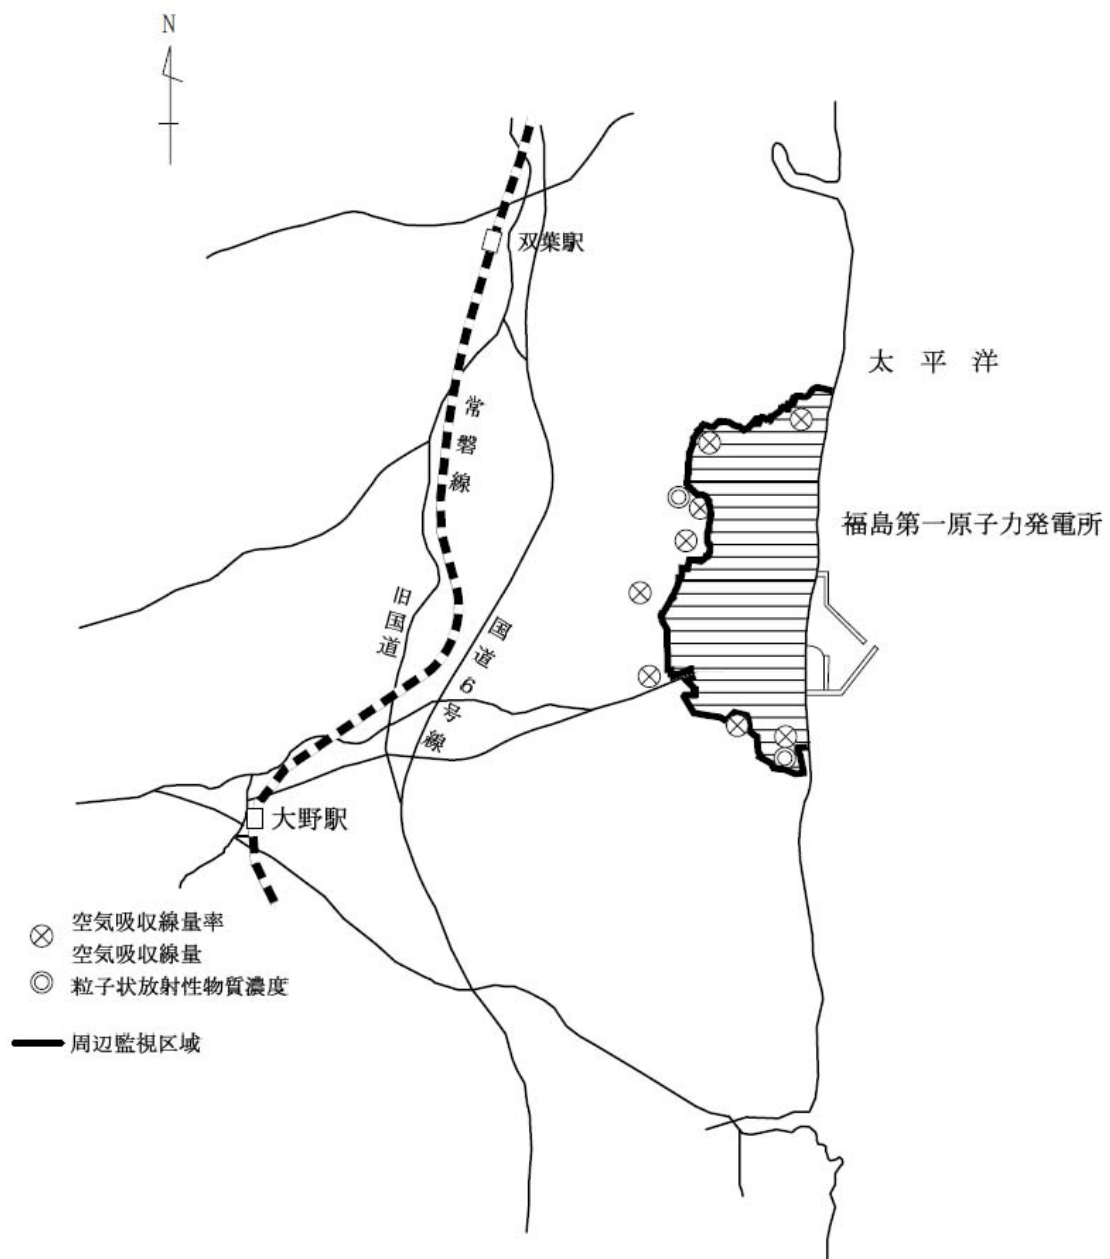 N
双葉駅
太平洋
常磐線
福島第一原子力発電所
旧国道
国道6号線
大野駅
空気吸収線量率
空気吸収線量
粒子状放射性物質濃度
周辺監視区域